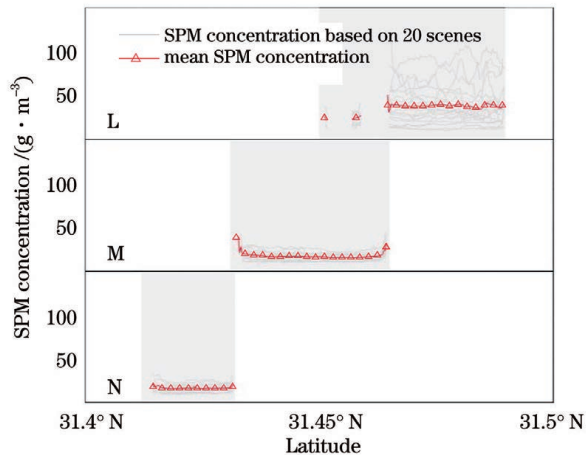 SPM concentration based on 20 scenes
mean SPM concentration
SPM concentration /(g · m⁻³)
100
50
L
100
50
M
100
50
N
31.4° N
31.45° N
31.5° N
Latitude